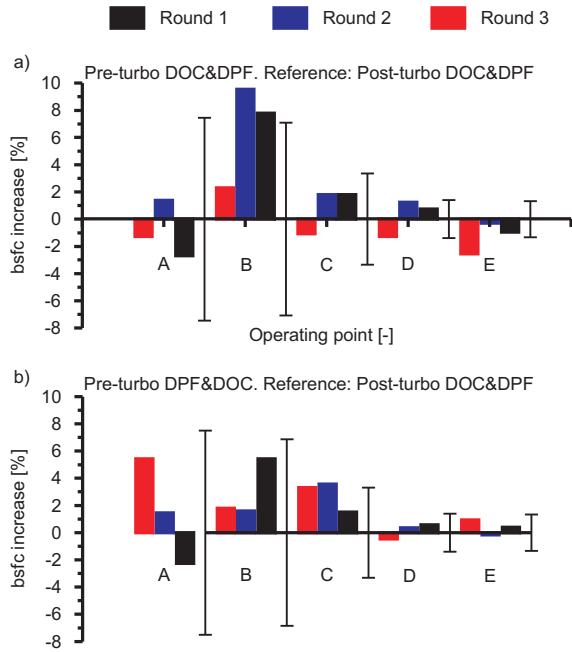 Round 1 Round 2 Round 3
a)
Pre-turbo DOC&DPF. Reference: Post-turbo DOC&DPF
bsfc increase [%]
10
8
6
4
2
0
-2
-4
-6
-8
A B C D E
Operating point [-]
b)
Pre-turbo DPF&DOC. Reference: Post-turbo DOC&DPF
bsfc increase [%]
10
8
6
4
2
0
-2
-4
-6
-8
A B C D E